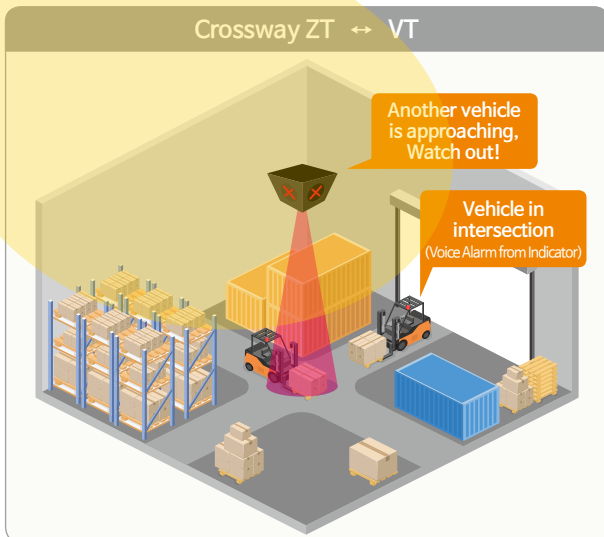 Crossway ZT ↔ VT
Another vehicle
is approaching,
Watch out!
Vehicle in
intersection
(Voice Alarm from Indicator)